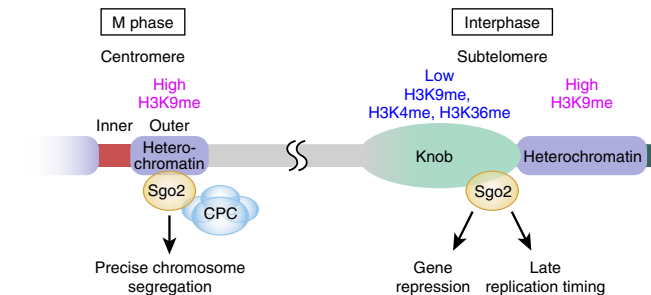 M phase
Interphase
Centromere
Subtelomere
High
H3K9me
Low
H3K9me,
H3K4me, H3K36me
High
H3K9me
Inner
Outer
Hetero-
chromatin
Knob
Heterochromatin
Sgo2
CPC
Sgo2
Precise chromosome
segregation
Gene
repression
Late
replication timing